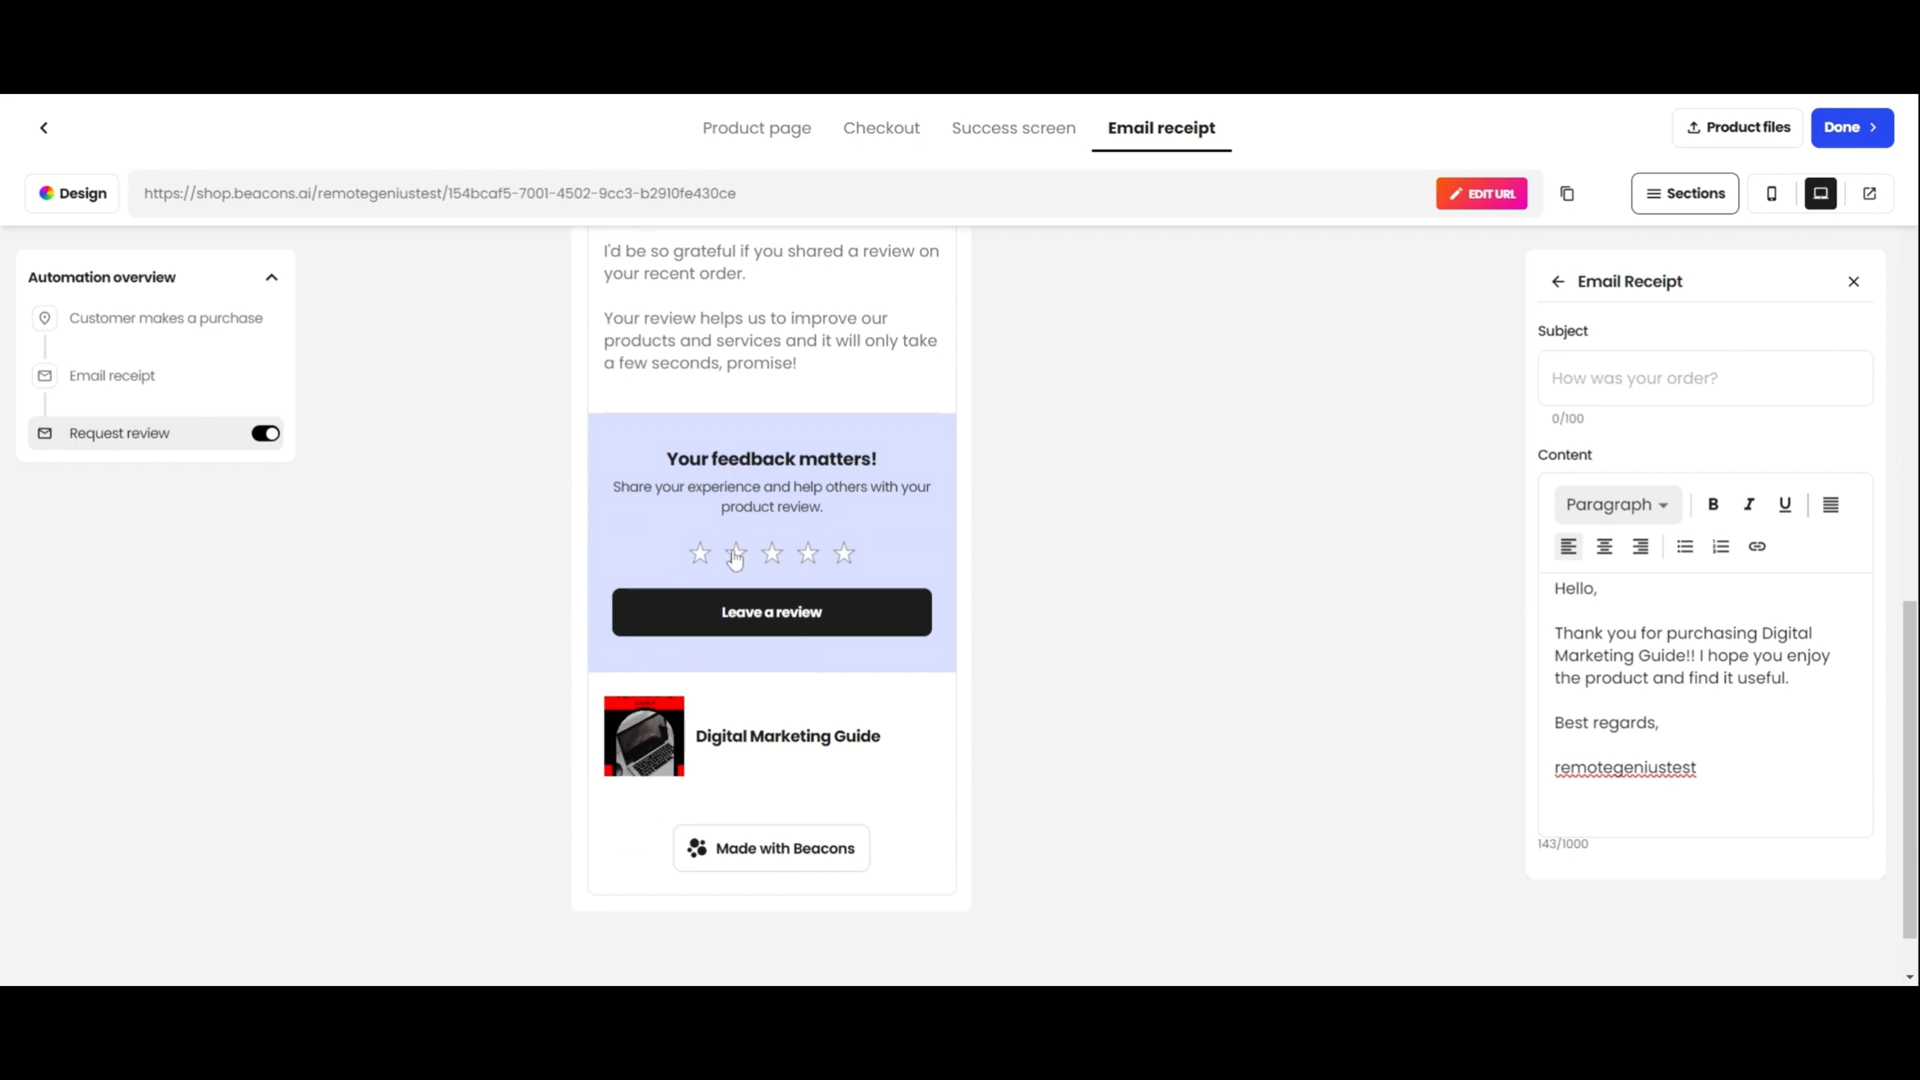 Product page
Checkout
Success screen
Email receipt
Product files
Done
Design
https://shop.beacons.ai/remotegeniustest/154bcaf5-7001-4502-9cc3-b2910fe430ce
EDIT URL
Sections
Automation overview
Customer makes a purchase
Email receipt
Request review
I'd be so grateful if you shared a review on
your recent order.
Your review helps us to improve our
products and services and it will only take
a few seconds, promise!
Your feedback matters!
Share your experience and help others with your
product review.
Leave a review
Digital Marketing Guide
Made with Beacons
Email Receipt
Subject
How was your order?
0/100
Content
Paragraph
B I U
Hello,
Thank you for purchasing Digital
Marketing Guide!! I hope you enjoy
the product and find it useful.
Best regards,
remotegeniustest
143/1000